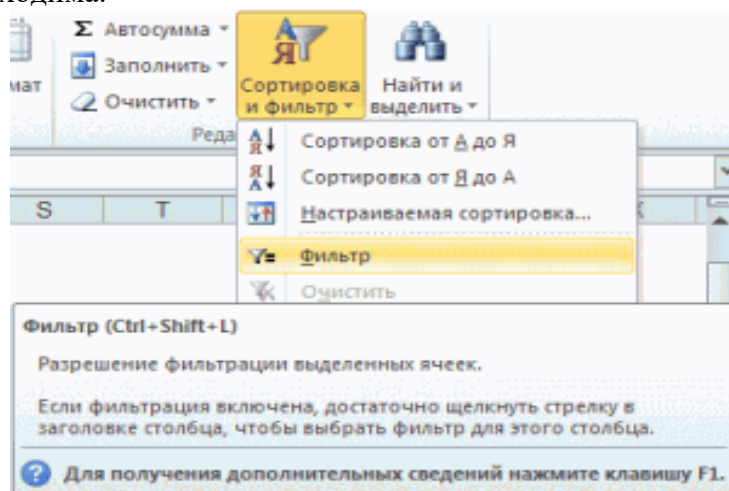 ходима.
Σ Автосумма
мат
Заполнить
Очистить
Сортировка и фильтр
Найти и выделить
Реда
Сортировка от А до Я
Сортировка от Я до А
Настраиваемая сортировка...
S T
Фильтр
Очистить
Фильтр (Ctrl+Shift+L)
Разрешение фильтрации выделенных ячеек.
Если фильтрация включена, достаточно щелкнуть стрелку в
заголовке столбца, чтобы выбрать фильтр для этого столбца.
Для получения дополнительных сведений нажмите клавишу F1.